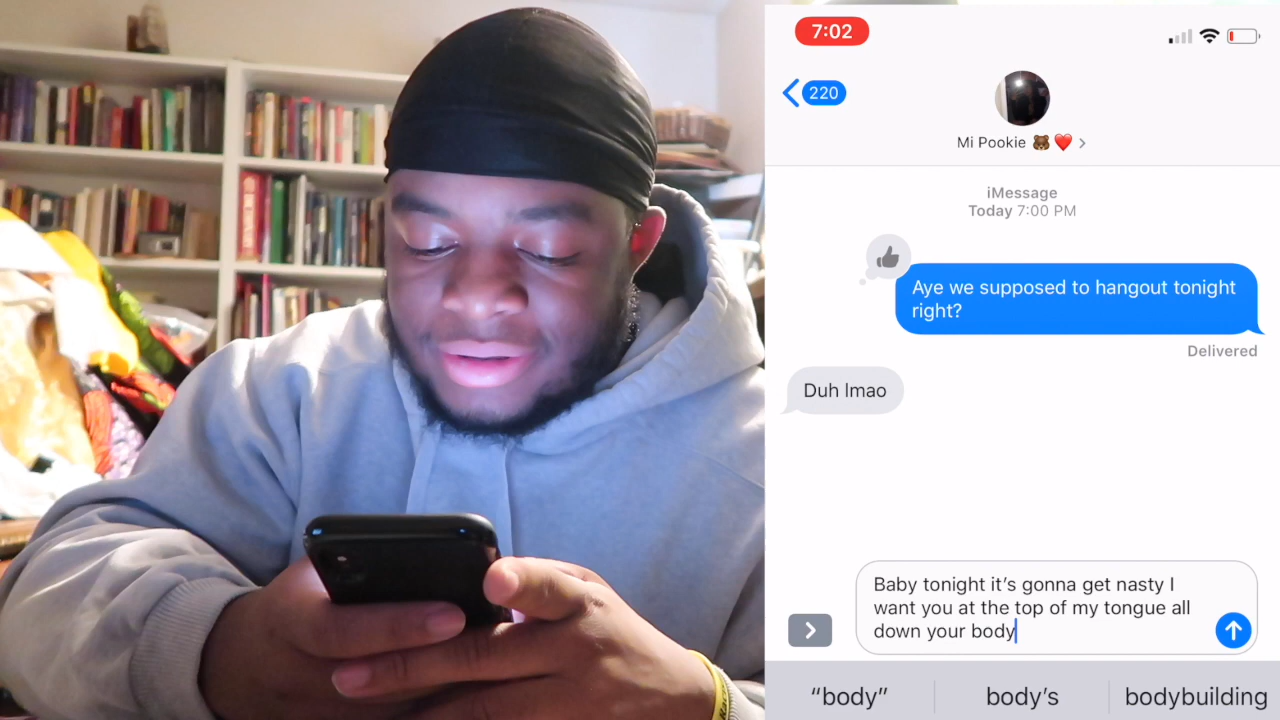 7:02
220
Mi Pookie 🐻❤️ >
iMessage
Today 7:00 PM
Aye we supposed to hangout tonight
right?
Delivered
Duh lmao
Baby tonight it’s gonna get nasty I
want you at the top of my tongue all
down your body
“body”
body’s
bodybuilding